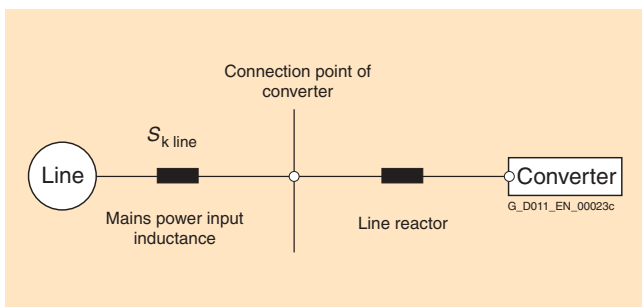 Connection point of
converter
S k line
Line
Converter
G_D011_EN_00023c
Mains power input
inductance
Line reactor